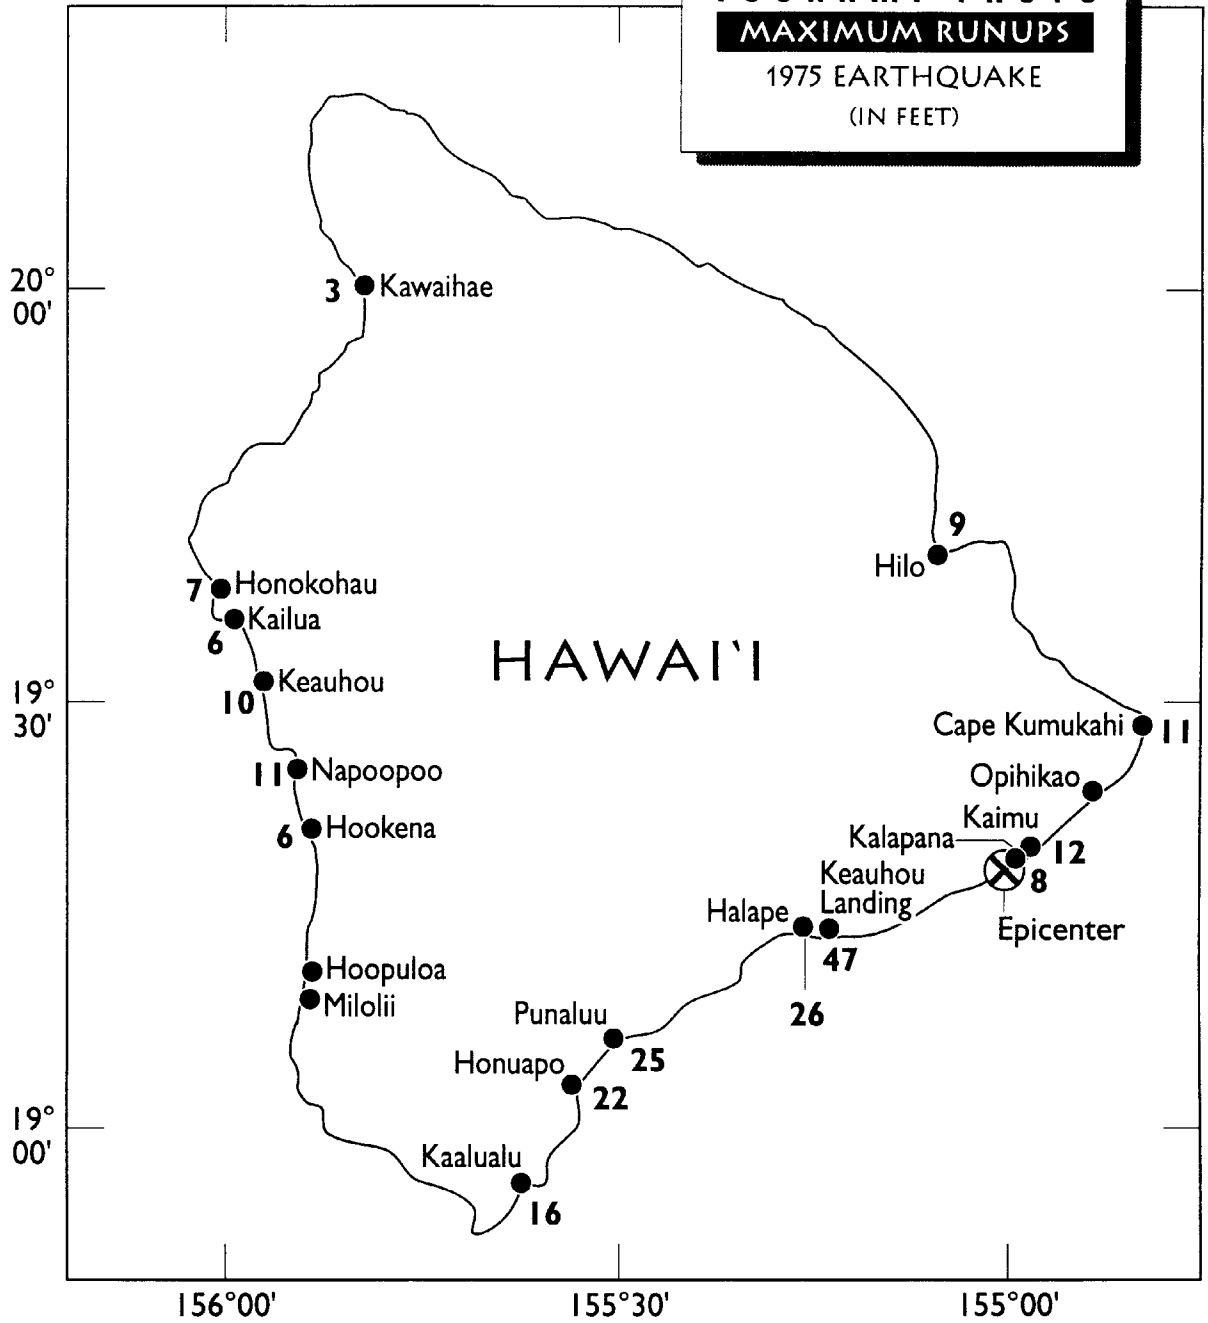 MAXIMUM RUNUPS
1975 EARTHQUAKE
(IN FEET)
20°
00'
3 Kawaihae
9
Hilo
7 Honokohau
6 Kailua
HAWAI'I
10 Keauhou
19°
30'
Cape Kumukahi 11
11 Napoopoo
Opihikao
Kaimu
6 Hookena
Kalapana
12
8
Keauhou
Landing
Halape
Epicenter
47
Hoopuloa
Milolii
26
Punaluu
25
Honuapo
22
19°
00'
Kaalualu
16
156°00'
155°30'
155°00'